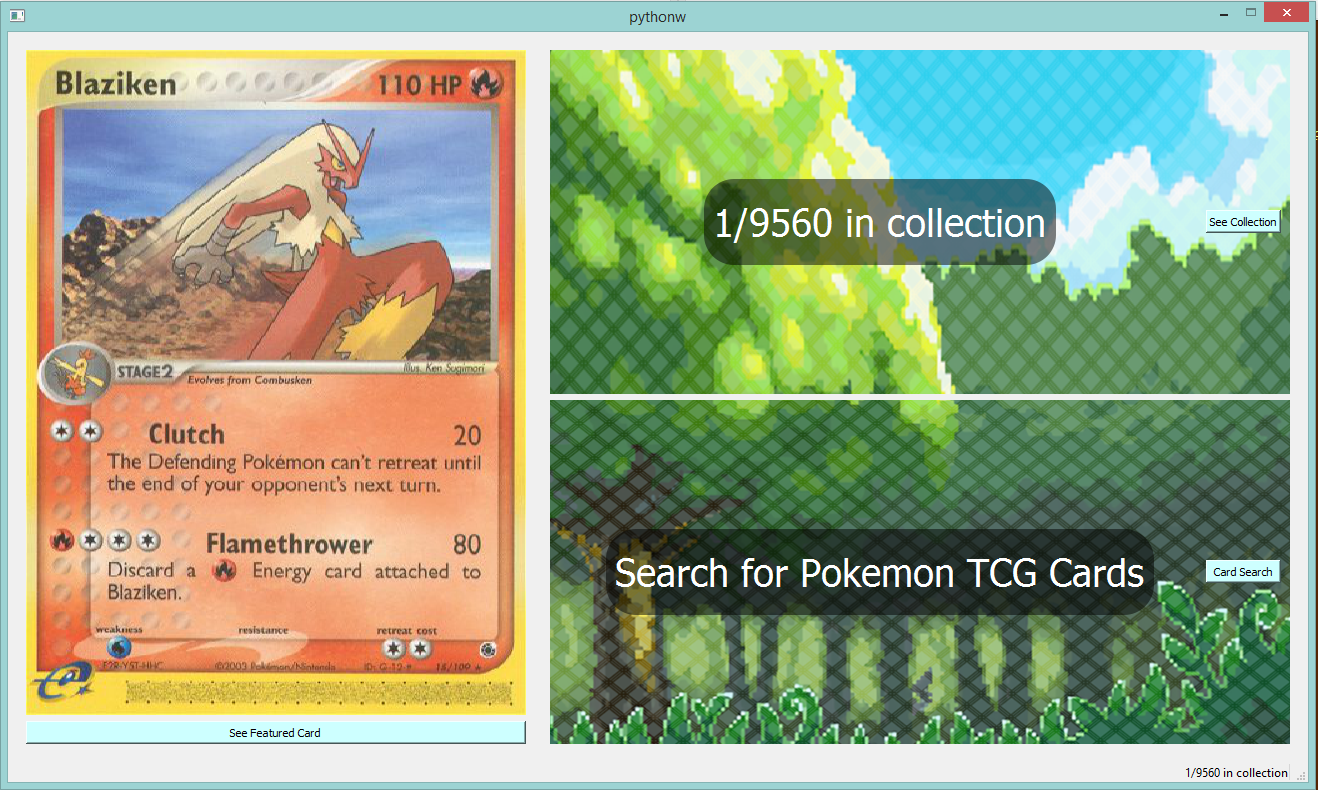 pythonw
Blaziken 110 HP
Illus. Ken Sugimori
STAGE2
Evolves from Combusken
Clutch 20
The Defending Pokémon can't retreat until
the end of your opponent's next turn.
Flamethrower 80
Discard a Energy card attached to
Blaziken.
weakness resistance retreat cost
©2003 Pokémon/Nintendo
See Featured Card
1/9560 in collection
See Collection
Search for Pokemon TCG Cards
Card Search
1/9560 in collection